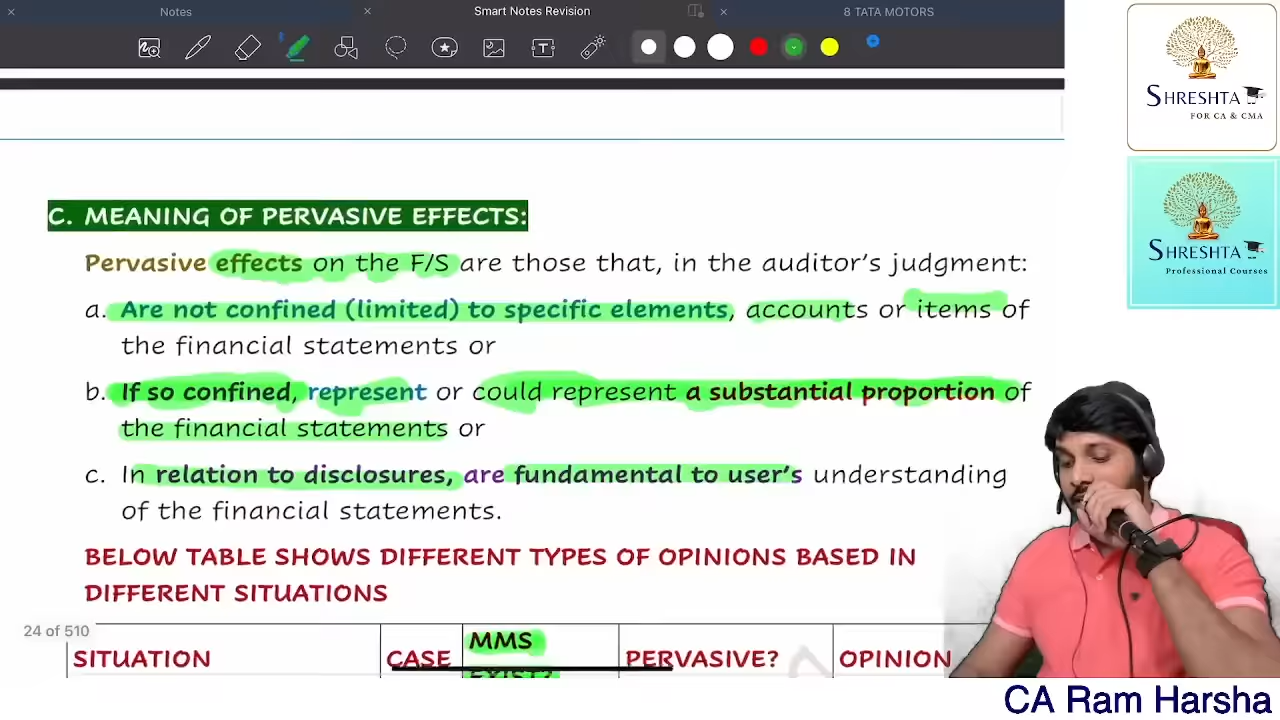 Notes
Smart Notes Revision
8 TATA MOTORS
SHRESHTA
FOR CA & CMA
SHRESHTA
Professional Courses
C. MEANING OF PERVASIVE EFFECTS:
Pervasive effects on the F/S are those that, in the auditor's judgment:
a. Are not confined (limited) to specific elements, accounts or items of
the financial statements or
b. If so confined, represent or could represent a substantial proportion of
the financial statements or
c. In relation to disclosures, are fundamental to user's understanding
of the financial statements.
BELOW TABLE SHOWS DIFFERENT TYPES OF OPINIONS BASED IN
DIFFERENT SITUATIONS
24 of 510
SITUATION
CASE
MMS
EXIST?
PERVASIVE?
OPINION
CA Ram Harsha